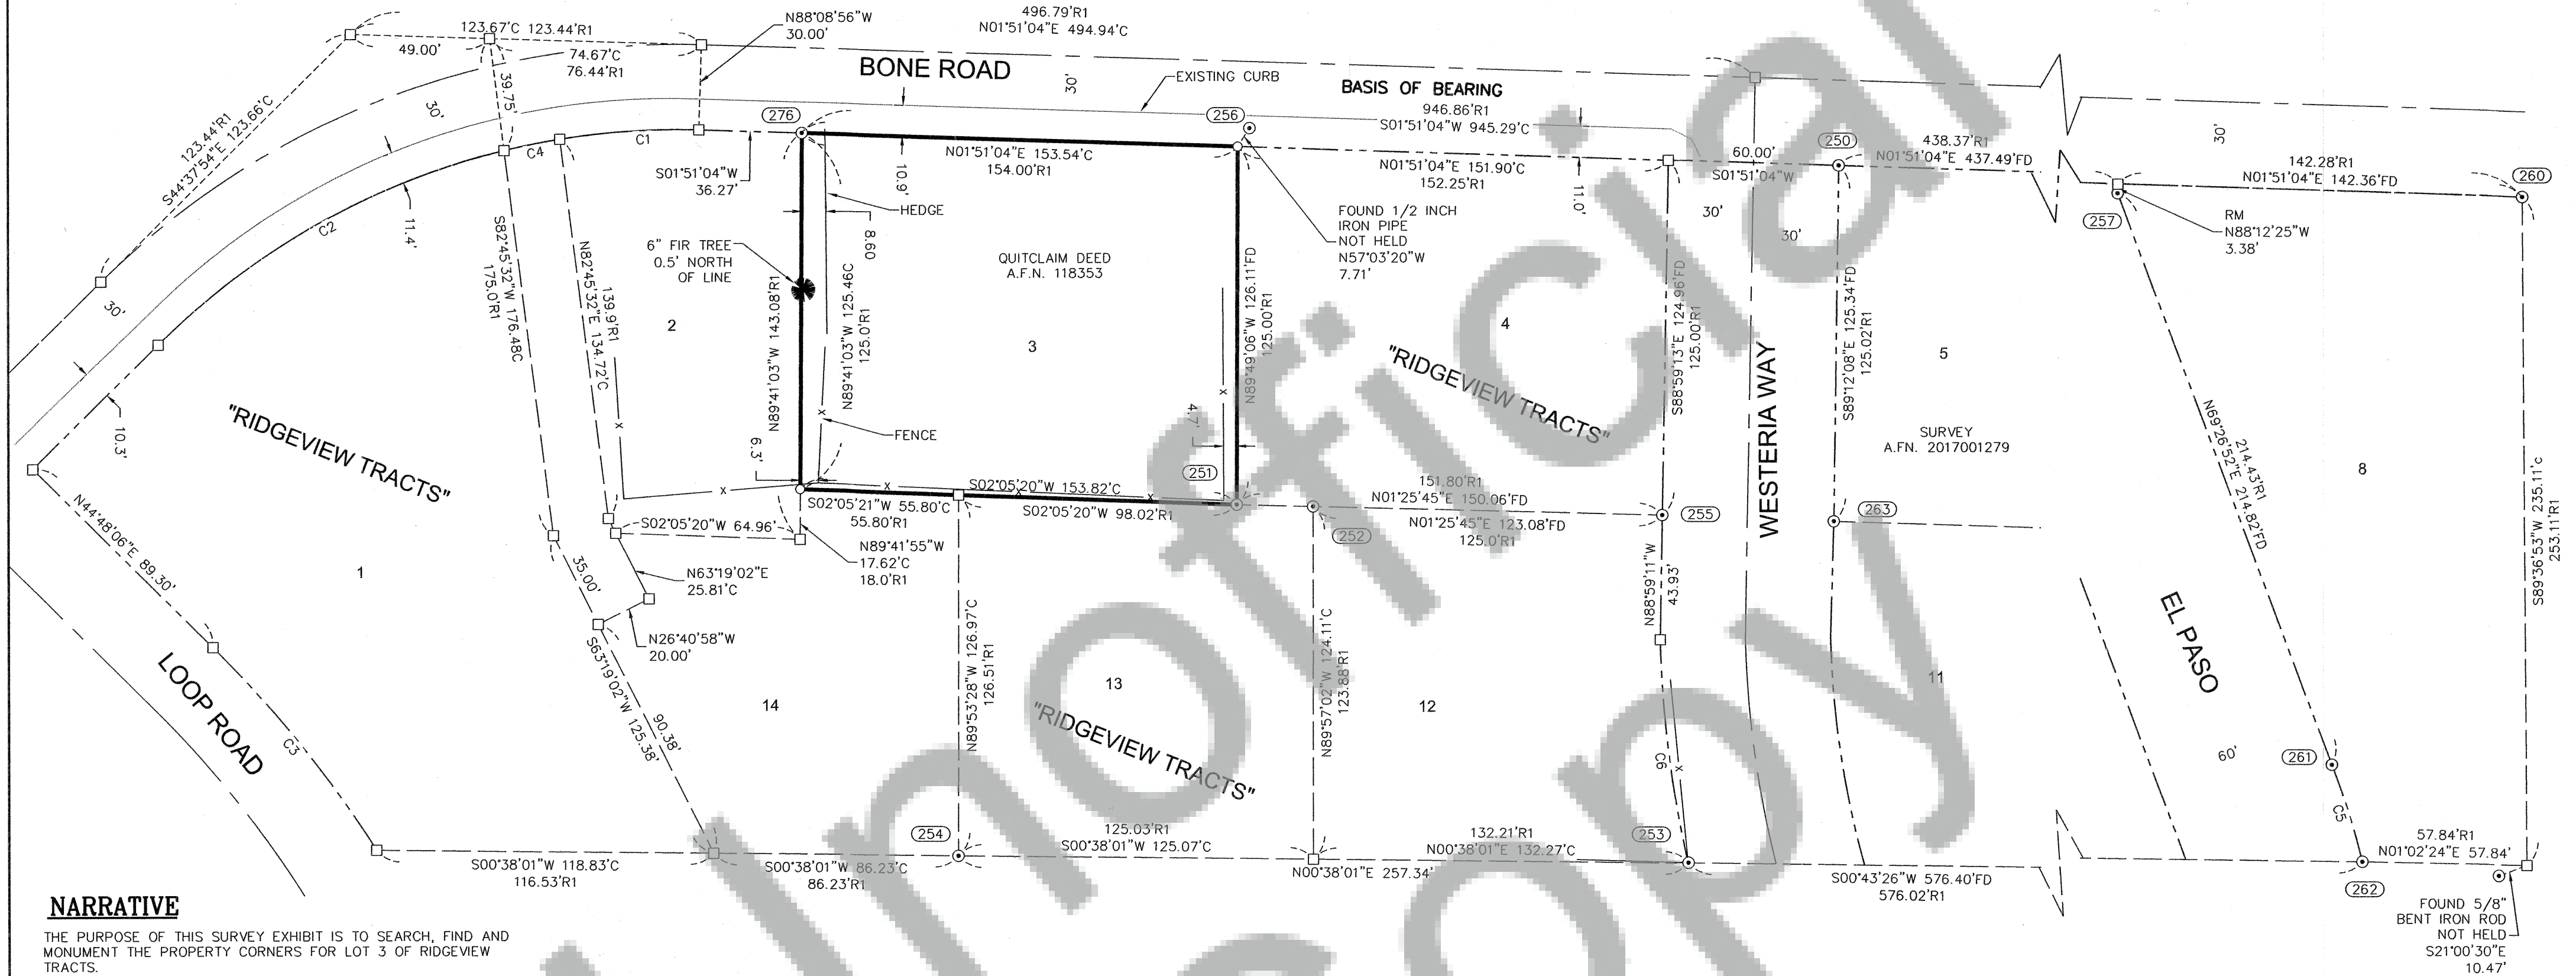 123.67'C 123.44'R1
49.00'
74.67'C
76.44'R1
39.75'
N88°08'56"W
30.00'
496.79'R1
N01°51'04"E 494.94'C
BONE ROAD
30'
EXISTING CURB
BASIS OF BEARING
946.86'R1
S01°51'04"W 945.29'C
123.44'R1
S44°37'54"E 123.66'C
30'
30'
276
256
250
260
257
C1
C4
C2
11.4'
10.3'
S01°51'04"W
36.27'
N01°51'04"E 153.54'C
154.00'R1
10.9'
N01°51'04"E 151.90'C
152.25'R1
11.0'
60.00'
S01°51'04"W
30'
30'
438.37'R1
N01°51'04"E 437.49'FD
30'
142.28'R1
N01°51'04"E 142.36'FD
RM
N88°12'25"W
3.38'
HEDGE
8.60
6" FIR TREE
0.5' NORTH
OF LINE
QUITCLAIM DEED
A.F.N. 118353
FOUND 1/2 INCH
IRON PIPE
NOT HELD
N57°03'20"W
7.71'
S82°45'32"W 176.48C
175.0'R1
139.9'R1
N82°45'32"E 134.72'C
2
N89°41'03"W 143.08'R1
N89°41'03"W 125.46C
125.0'R1
3
N89°49'06"W 126.11'FD
125.00'R1
4
"RIDGEVIEW TRACTS"
S88°59'13"E 124.96'FD
125.00'R1
WESTERIA WAY
S89°12'08"E 125.34'FD
125.02'R1
5
SURVEY
A.FN. 2017001279
214.43'R1
N69°26'52"E 214.82'FD
8
S89°36'53"W 235.11'c
253.11'R1
"RIDGEVIEW TRACTS"
FENCE
6.3'
4.7'
251
S02°05'20"W 153.82'C
S02°05'21"W 55.80'C
55.80'R1
S02°05'20"W 98.02'R1
151.80'R1
N01°25'45"E 150.06'FD
N01°25'45"E 123.08'FD
125.0'R1
252
255
263
S02°05'20"W 64.96'
N89°41'55"W
17.62'C
18.0'R1
N44°48'06"E 89.30'
1
35.00'
N63°19'02"E
25.81'C
N26°40'58"W
20.00'
S63°19'02"W 125.38'
90.38'
14
N89°53'28"W 126.97'C
126.51'R1
13
"RIDGEVIEW TRACTS"
N89°57'02"W 124.11'C
123.88'R1
12
N88°59'11"W
43.93'
C6
11
EL PASO
60'
261
C5
LOOP ROAD
C3
254
253
262
S00°38'01"W 118.83'C
116.53'R1
S00°38'01"W 86.23'C
86.23'R1
125.03'R1
S00°38'01"W 125.07'C
132.21'R1
N00°38'01"E 132.27'C
N00°38'01"E 257.34'
S00°43'26"W 576.40'FD
576.02'R1
57.84'R1
N01°02'24"E 57.84'
FOUND 5/8"
BENT IRON ROD
NOT HELD
S21°00'30"E
10.47'
NARRATIVE
THE PURPOSE OF THIS SURVEY EXHIBIT IS TO SEARCH, FIND AND
MONUMENT THE PROPERTY CORNERS FOR LOT 3 OF RIDGEVIEW
TRACTS.
Unofficial
Copy